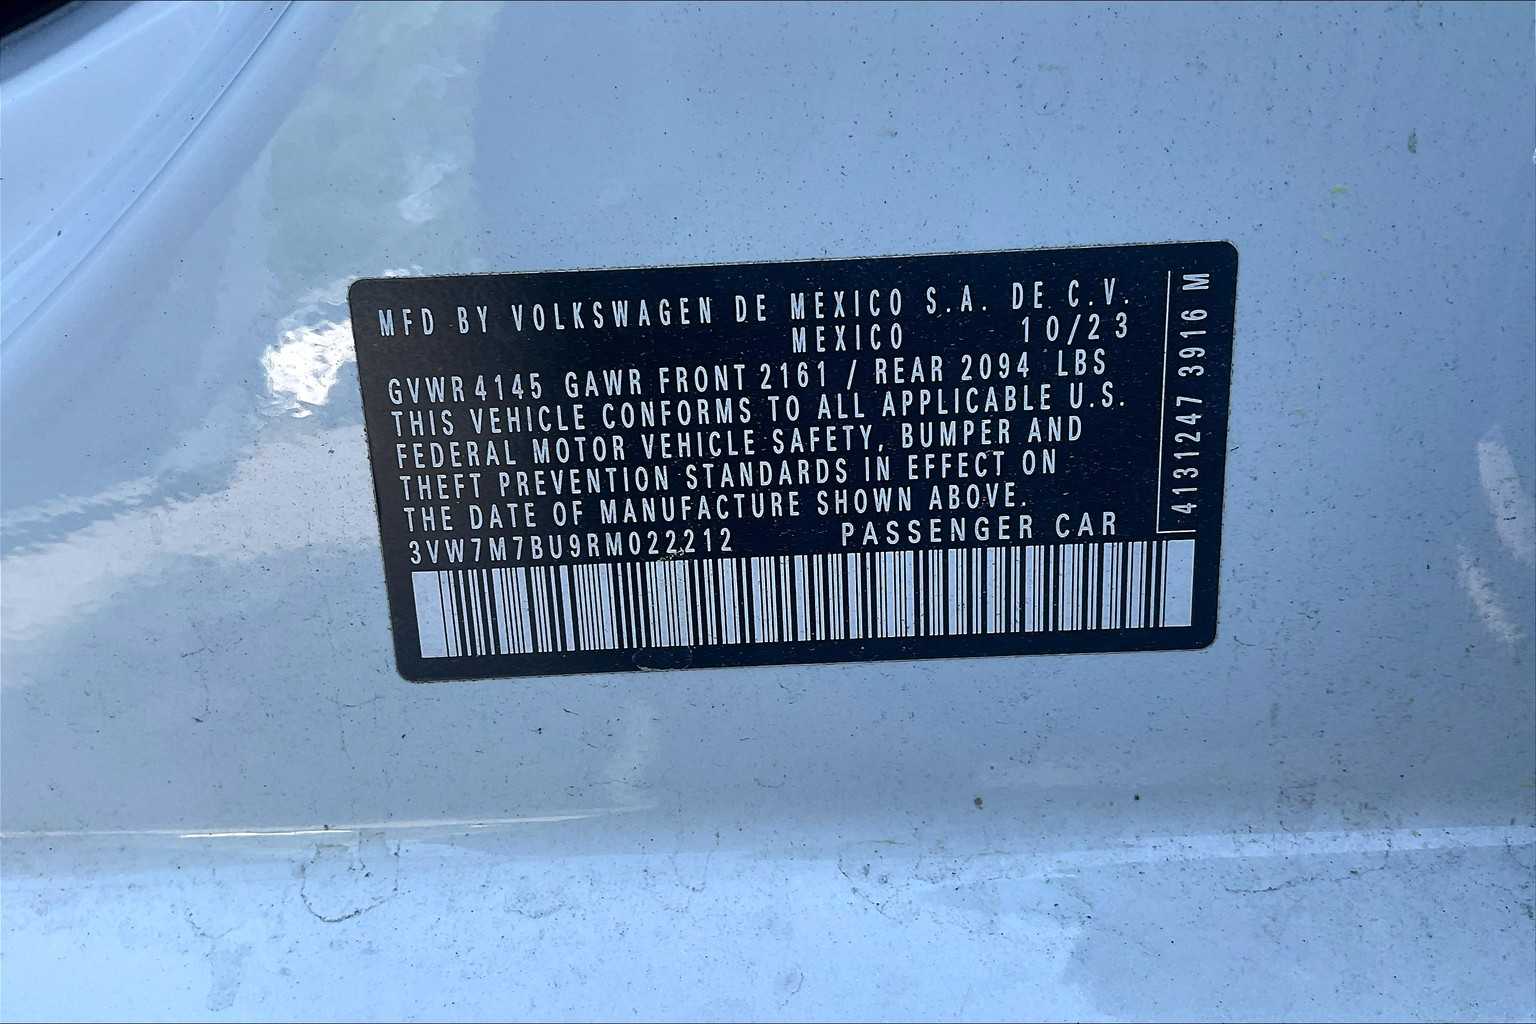 MFD BY VOLKSWAGEN DE MEXICO S.A. DE C.V.
MEXICO 10/23
GVWR 4145 GAWR FRONT 2161 / REAR 2094 LBS
THIS VEHICLE CONFORMS TO ALL APPLICABLE U.S.
FEDERAL MOTOR VEHICLE SAFETY, BUMPER AND
THEFT PREVENTION STANDARDS IN EFFECT ON
THE DATE OF MANUFACTURE SHOWN ABOVE.
3VW7M7BU9RM022212 PASSENGER CAR
4131247 3916 M